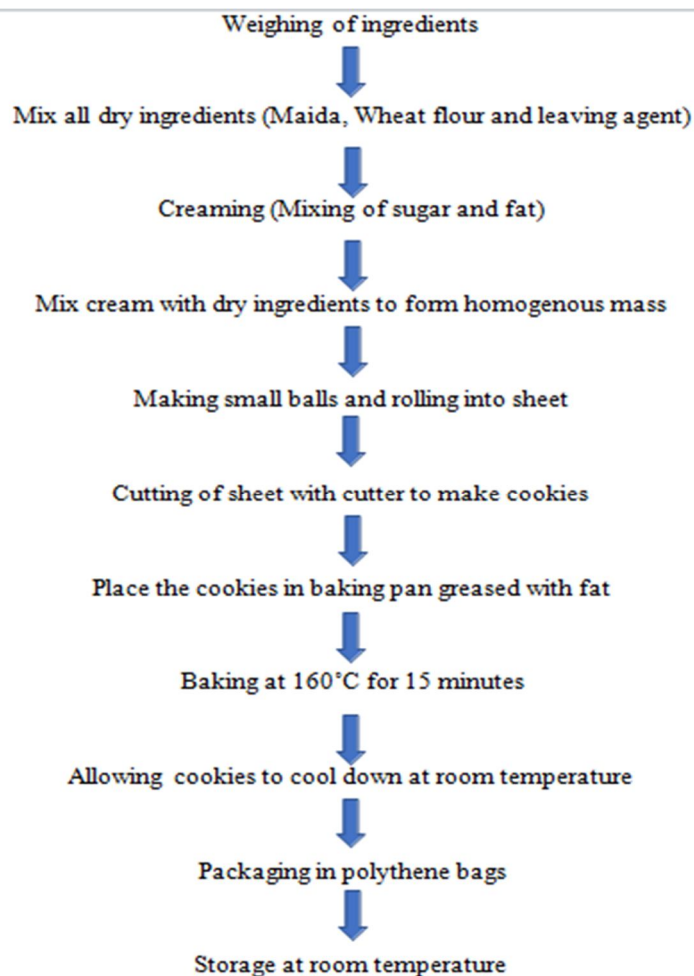 Weighing of ingredients
Mix all dry ingredients (Maida, Wheat flour and leaving agent)
Creaming (Mixing of sugar and fat)
Mix cream with dry ingredients to form homogenous mass
Making small balls and rolling into sheet
Cutting of sheet with cutter to make cookies
Place the cookies in baking pan greased with fat
Baking at 160°C for 15 minutes
Allowing cookies to cool down at room temperature
Packaging in polythene bags
Storage at room temperature